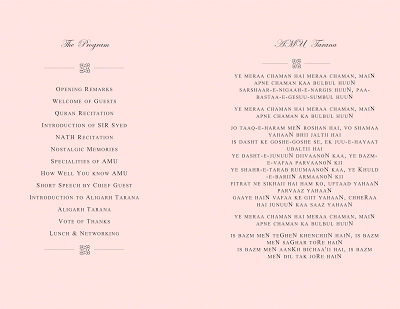 The Program
Opening Remarks
Welcome of Guests
Quran Recitation
Introduction of SIR Syed
NATH Recitation
Nostalgic Memories
Specialities of AMU
How Well You know AMU
Short Speech by Chief Guest
Introduction to Aligarh Tarana
Aligarh Tarana
Vote of Thanks
Lunch & Networking
AMU Tarana
YE MERAA CHAMAN HAI MERAA CHAMAN, MAIN
APNE CHAMAN KAA BULBUL HUUN
SARSHAAR-E-NIGAAH-E-NARGIS HUUN, PAA-
BASTAA-E-GESUU-SUMBUL HUUN
YE MERAA CHAMAN HAI MERAA CHAMAN, MAIN
APNE CHAMAN KAA BULBUL HUUN
JO TAAQ-E-HARAM MEN ROSHAN HAI, VO SHAMAA
YAHAAN BHII JALTII HAI
IS DASHT KE GOSHE-GOSHE SE, EK JUU-E-HAYAAT
UBALTII HAI
YE DASHT-E-JUNUUN DIIVAANON KAA, YE BAZM-
E-VAFAA PARVAANON KII
YE SHAHR-E-TARAB RUUMAANON KAA, YE KHULD
-E-BARIIN ARMAANON KII
FITRAT NE SIKHAII HAI HAM KO, UFTAAD YAHAAN
PARVAAZ YAHAAN
GAAYE HAIN VAFAA KE GIIT YAHAAN, CHHERAA
HAI JUNUUN KAA SAAZ YAHAAN
YE MERAA CHAMAN HAI MERAA CHAMAN, MAIN
APNE CHAMAN KAA BULBUL HUUN
IS BAZM MEN TEGHEN KHENCHIIN HAIN, IS BAZM
MEN SAGHAR TORE HAIN
IS BAZM MEN AANKH BICHAA'II HAI, IS BAZM
MEN DIL TAK JORE HAIN